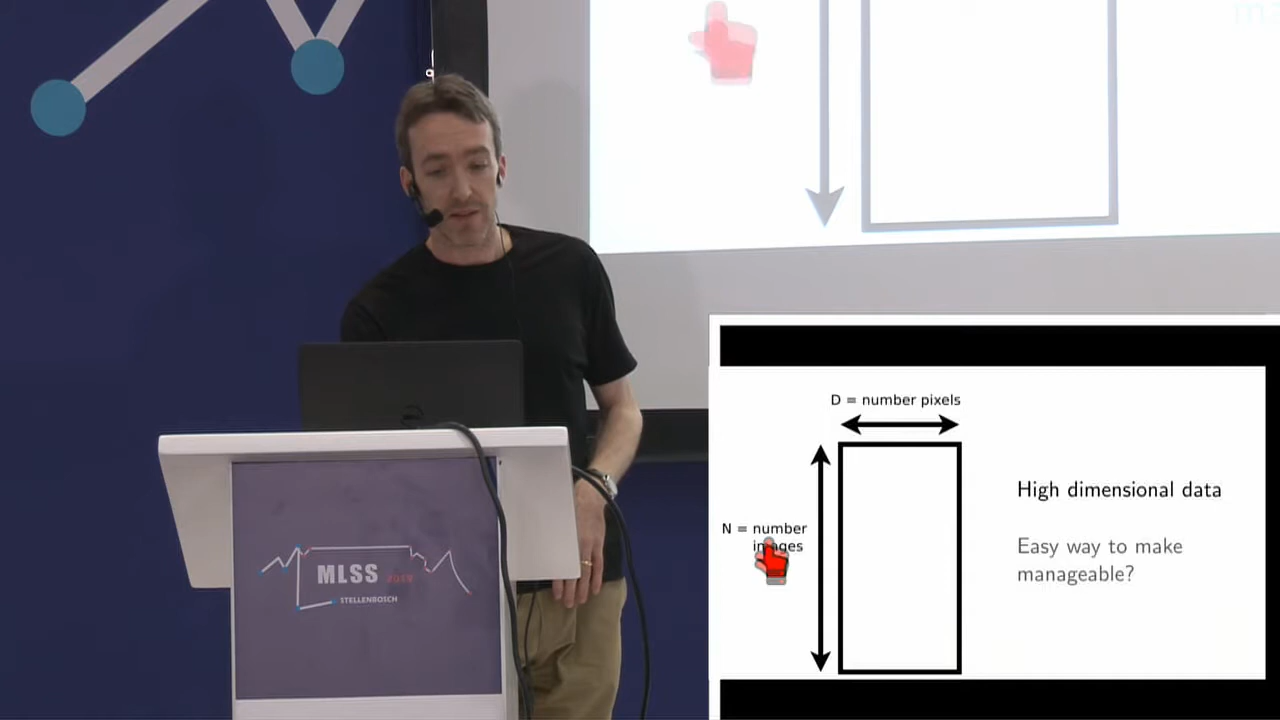 D = number pixels
N = number
images
High dimensional data
Easy way to make
manageable?
MLSS
STELLENBOSCH